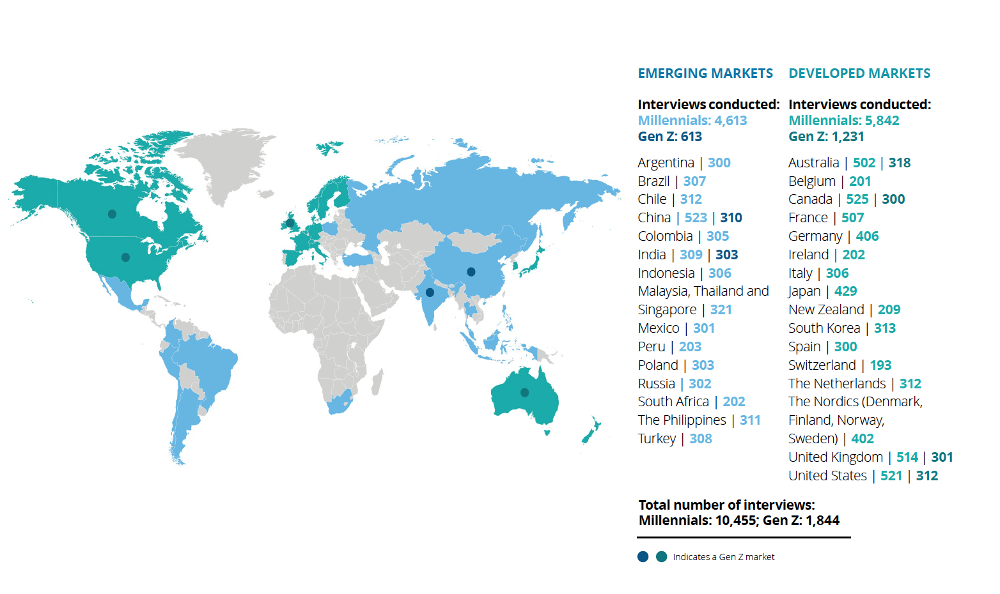 EMERGING MARKETS
Interviews conducted:
Millennials: 4,613
Gen Z: 613
Argentina | 300
Brazil | 307
Chile | 312
China | 523 | 310
Colombia | 305
India | 309 | 303
Indonesia | 306
Malaysia, Thailand and
Singapore | 321
Mexico | 301
Peru | 203
Poland | 303
Russia | 302
South Africa | 202
The Philippines | 311
Turkey | 308
DEVELOPED MARKETS
Interviews conducted:
Millennials: 5,842
Gen Z: 1,231
Australia | 502 | 318
Belgium | 201
Canada | 525 | 300
France | 507
Germany | 406
Ireland | 202
Italy | 306
Japan | 429
New Zealand | 209
South Korea | 313
Spain | 300
Switzerland | 193
The Netherlands | 312
The Nordics (Denmark,
Finland, Norway,
Sweden) | 402
United Kingdom | 514 | 301
United States | 521 | 312
Total number of interviews:
Millennials: 10,455; Gen Z: 1,844
Indicates a Gen Z market